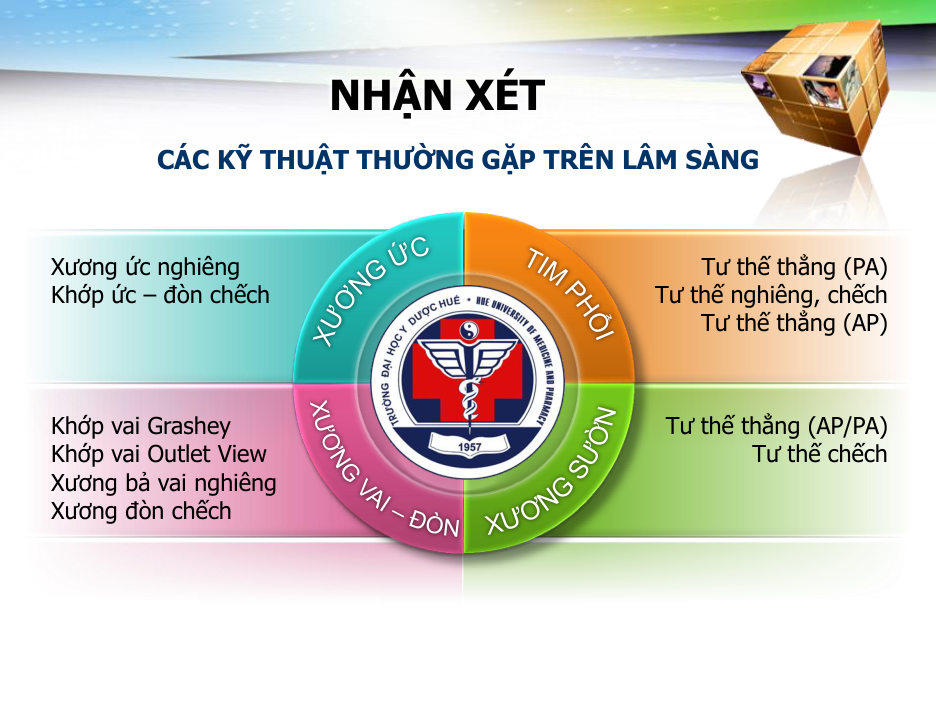 NHẬN XÉT
CÁC KỸ THUẬT THƯỜNG GẶP TRÊN LÂM SÀNG
XƯƠNG ỨC
Xương ức nghiêng
Khớp ức – đòn chếch
TIM PHỔI
Tư thế thẳng (PA)
Tư thế nghiêng, chếch
Tư thế thẳng (AP)
TRƯỜNG ĐẠI HỌC Y DƯỢC HUẾ • HUE UNIVERSITY OF MEDICINE AND PHARMACY
1957
XƯƠNG VAI – ĐÒN
Khớp vai Grashey
Khớp vai Outlet View
Xương bả vai nghiêng
Xương đòn chếch
XƯƠNG SƯỜN
Tư thế thẳng (AP/PA)
Tư thế chếch